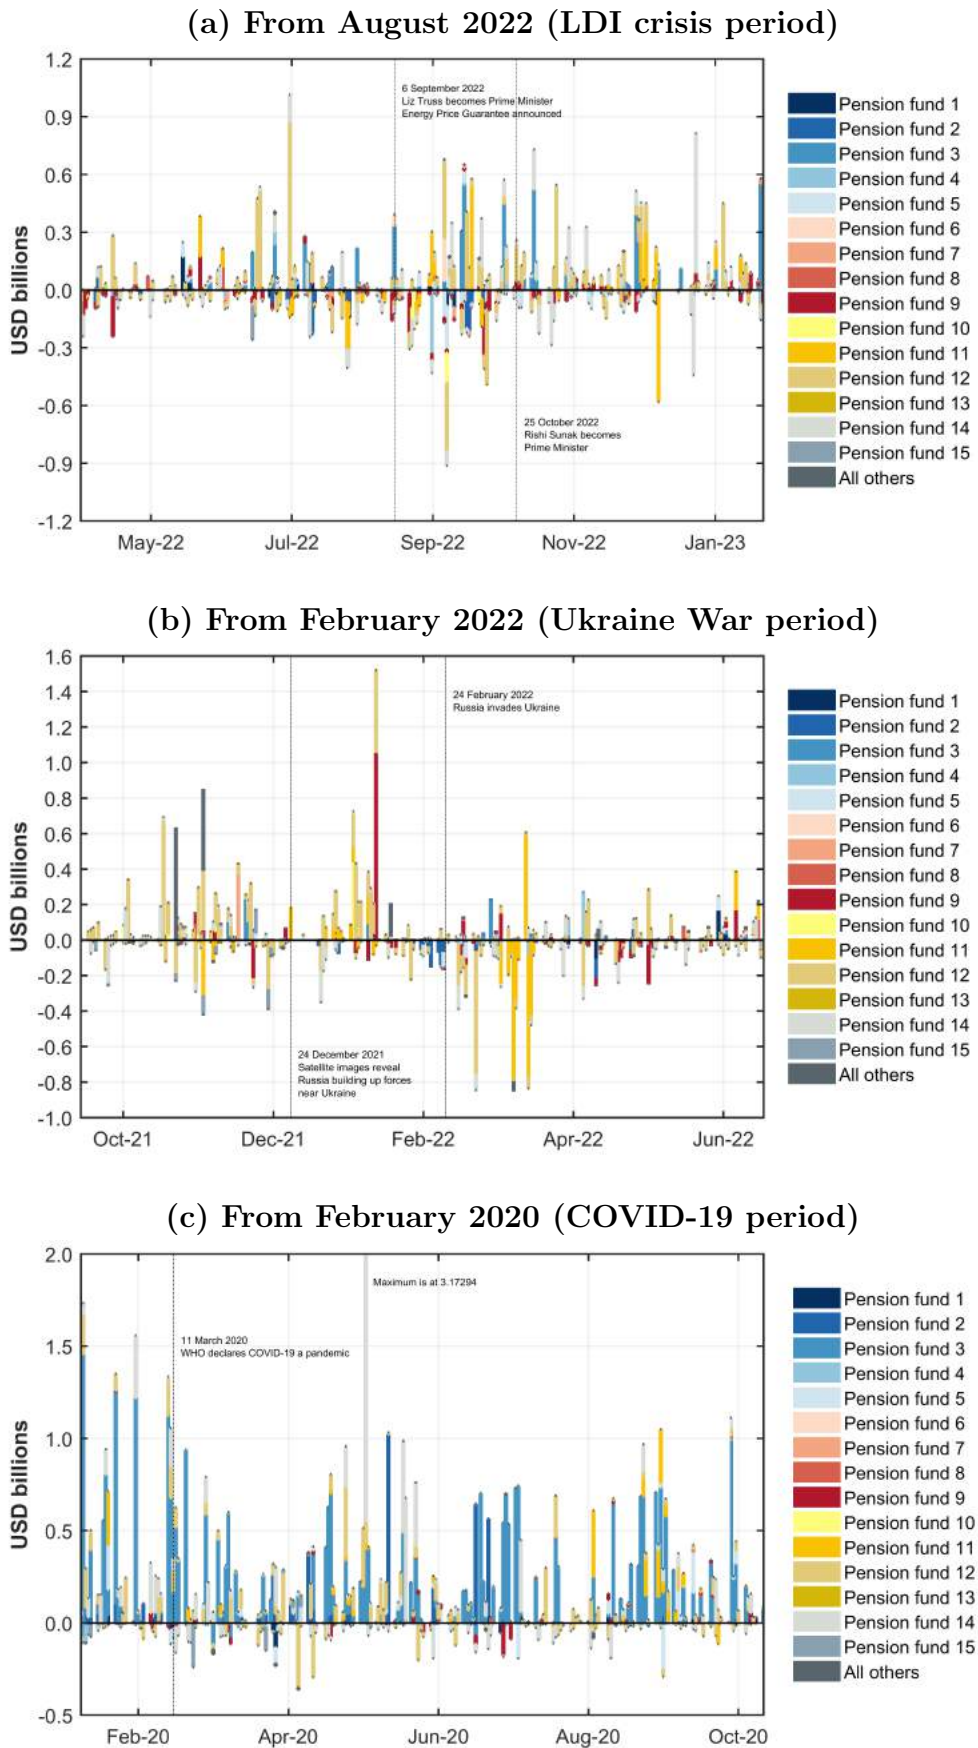 (a) From August 2022 (LDI crisis period)
USD billions
1.2
0.9
0.6
0.3
0.0
-0.3
-0.6
-0.9
-1.2
6 September 2022
Liz Truss becomes Prime Minister
Energy Price Guarantee announced
25 October 2022
Rishi Sunak becomes
Prime Minister
May-22
Jul-22
Sep-22
Nov-22
Jan-23
Pension fund 1
Pension fund 2
Pension fund 3
Pension fund 4
Pension fund 5
Pension fund 6
Pension fund 7
Pension fund 8
Pension fund 9
Pension fund 10
Pension fund 11
Pension fund 12
Pension fund 13
Pension fund 14
Pension fund 15
All others
(b) From February 2022 (Ukraine War period)
USD billions
1.6
1.4
1.2
1.0
0.8
0.6
0.4
0.2
0.0
-0.2
-0.4
-0.6
-0.8
-1.0
24 February 2022
Russia invades Ukraine
24 December 2021
Satellite images reveal
Russia building up forces
near Ukraine
Oct-21
Dec-21
Feb-22
Apr-22
Jun-22
Pension fund 1
Pension fund 2
Pension fund 3
Pension fund 4
Pension fund 5
Pension fund 6
Pension fund 7
Pension fund 8
Pension fund 9
Pension fund 10
Pension fund 11
Pension fund 12
Pension fund 13
Pension fund 14
Pension fund 15
All others
(c) From February 2020 (COVID-19 period)
USD billions
2.0
1.5
1.0
0.5
0.0
-0.5
Maximum is at 3.17294
11 March 2020
WHO declares COVID-19 a pandemic
Feb-20
Apr-20
Jun-20
Aug-20
Oct-20
Pension fund 1
Pension fund 2
Pension fund 3
Pension fund 4
Pension fund 5
Pension fund 6
Pension fund 7
Pension fund 8
Pension fund 9
Pension fund 10
Pension fund 11
Pension fund 12
Pension fund 13
Pension fund 14
Pension fund 15
All others